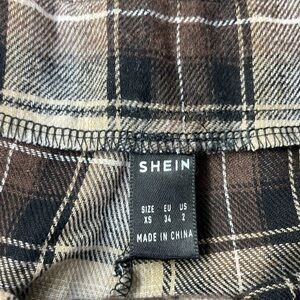 SHEIN
SIZE EU US
XS 34 2
MADE IN CHINA